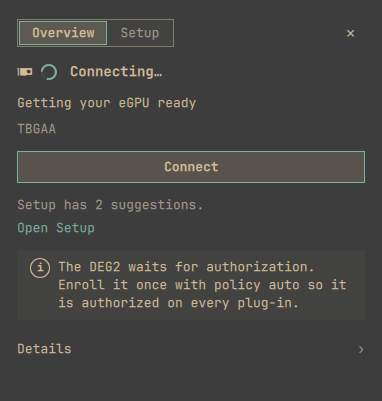 Overview Setup ×
Connecting…
Getting your eGPU ready
TBGAA
Connect
Setup has 2 suggestions.
Open Setup
i The DEG2 waits for authorization.
Enroll it once with policy auto so it
is authorized on every plug-in.
Details ›